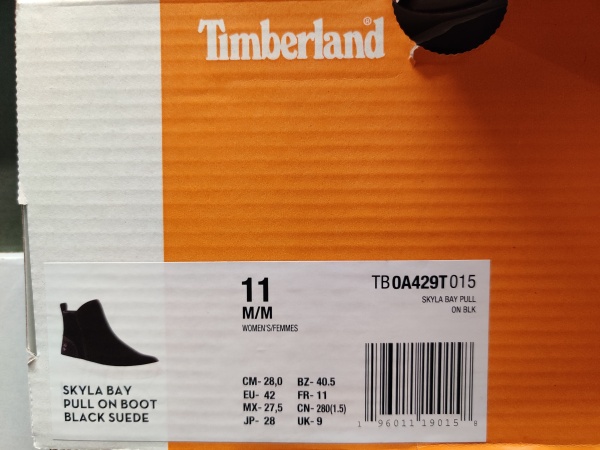 Timberland®
11
M/M
WOMEN'S/FEMMES
TB0A429T015
SKYLA BAY PULL
ON BLK
SKYLA BAY
PULL ON BOOT
BLACK SUEDE
CM- 28,0 BZ- 40.5
EU- 42 FR- 11
MX- 27,5 CN- 280(1.5)
JP- 28 UK- 9
1 96011 19015 8